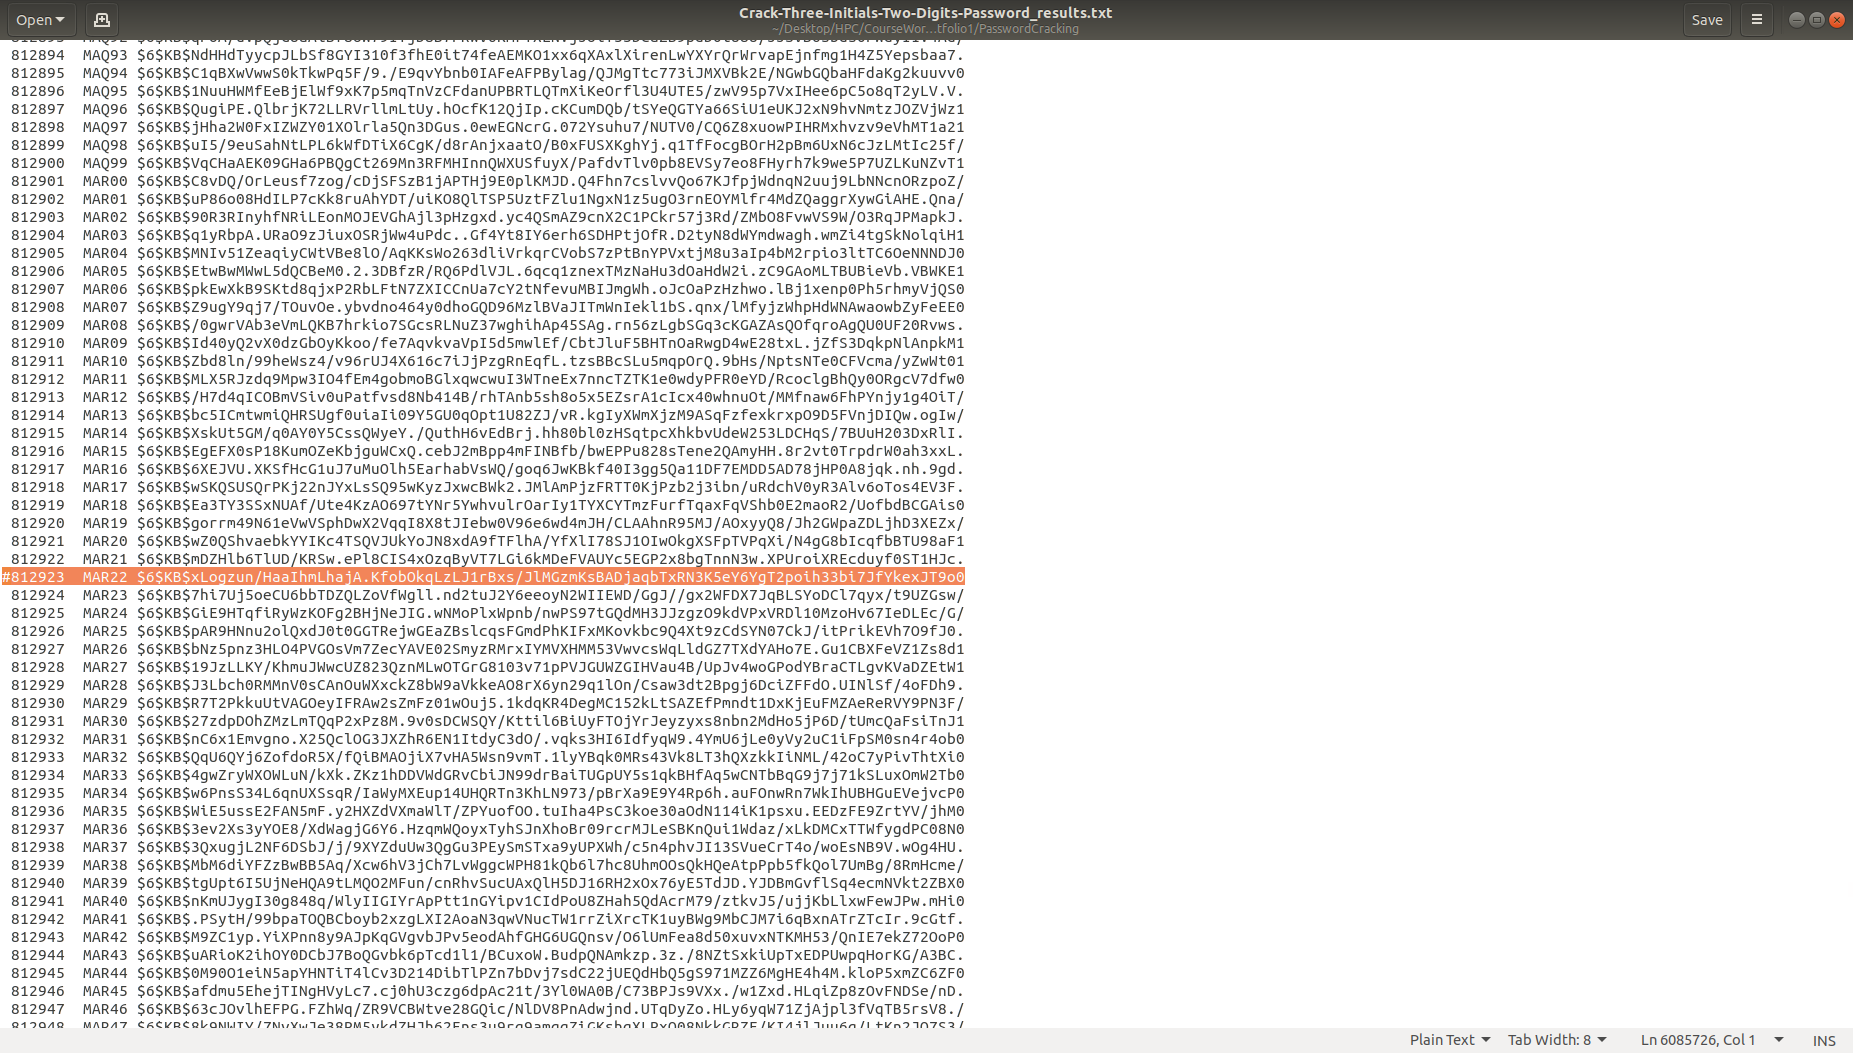 Open
Crack-Three-Initials-Two-Digits-Password_results.txt
~/Desktop/HPC/CourseWor...tfolio1/PasswordCracking
Save
812894 MAQ93 $6$KB$NdHHdTyycpJLbSf8GYI310f3fhE0it74feAEMKO1xx6qXAxlXirenLwYXYrQrWrvapEjnfmg1H4Z5Yepsbaa7.
812895 MAQ94 $6$KB$C1qBXwVwwS0kTkwPq5F/9./E9qvYbnb0IAFeAFPBylag/QJMgTtc773iJMXVBk2E/NGwbGQbaHFdaKg2kuuvv0
812896 MAQ95 $6$KB$1NuuHWMfEeBjElWf9xK7p5mqTnVzCFdanUPBRTLQTmXiKeOrfl3U4UTE5/zwV95p7VxIHee6pC5o8qT2yLV.V.
812897 MAQ96 $6$KB$QugiPE.QlbrjK72LLRVrllmLtUy.hOcfK12QjIp.cKCumDQb/tSYeQGTYa66SiU1eUKJ2xN9hvNmtzJOZVjWz1
812898 MAQ97 $6$KB$jHha2W0FxIZWZY01XOlrla5Qn3DGus.0ewEGNcrG.072Ysuhu7/NUTV0/CQ6Z8xuowPIHRMxhvzv9eVhMT1a21
812899 MAQ98 $6$KB$uI5/9euSahNtLPL6kWfDTiX6CgK/d8rAnjxaatO/B0xFUSXKghYj.q1TfFocgBOrH2pBm6UxN6cJzLMtIc25f/
812900 MAQ99 $6$KB$VqCHaAEK09GHa6PBQgCt269Mn3RFMHInnQWXUSfuyX/PafdvTlv0pb8EVSy7eo8FHyrh7k9we5P7UZLKuNZvT1
812901 MAR00 $6$KB$C8vDQ/OrLeusf7zog/cDjSFSzB1jAPTHj9E0plKMJD.Q4Fhn7cslvvQo67KJfpjWdnqN2uuj9LbNNcnORzpoZ/
812902 MAR01 $6$KB$uP86o08HdILP7cKk8ruAhYDT/uiKO8QlTSP5UztFZlu1NgxN1z5ugO3rnEOYMlfr4MdZQaggrXywGiAHE.Qna/
812903 MAR02 $6$KB$90R3RInyhfNRiLEonMOJEVGhAjl3pHzgxd.yc4QSmAZ9cnX2C1PCkr57j3Rd/ZMbO8FvwVS9W/O3RqJPMapkJ.
812904 MAR03 $6$KB$q1yRbpA.URaO9zJiuxOSRjWw4uPdc..Gf4Yt8IY6erh6SDHPtjOfR.D2tyN8dWYmdwagh.wmZi4tgSkNolqiH1
812905 MAR04 $6$KB$MNIv51ZeaqiyCWtVBe8lO/AqKKsWo263dliVrkqrCVobS7zPtBnYPVxtjM8u3aIp4bM2rpio3ltTC6OeNNNDJ0
812906 MAR05 $6$KB$EtwBwMWwL5dQCBeM0.2.3DBfzR/RQ6PdlVJL.6qcq1znexTMzNaHu3dOaHdW2i.zC9GAoMLTBUBieVb.VBWKE1
812907 MAR06 $6$KB$pkEwXkB9SKtd8qjxP2RbLFtN7ZXICCnUa7cY2tNfevuMBIJmgWh.oJcOaPzHzhwo.lBj1xenp0Ph5rhmyVjQS0
812908 MAR07 $6$KB$Z9ugY9qj7/TOuvOe.ybvdno464y0dhoGQD96MzlBVaJITmWnIekl1bS.qnx/lMfyjzWhpHdWNAwaowbZyFeEE0
812909 MAR08 $6$KB$/0gwrVAb3eVmLQKB7hrkio7SGcsRLNuZ37wghihAp45SAg.rn56zLgbSGq3cKGAZAsQOfqroAgQU0UF20Rvws.
812910 MAR09 $6$KB$Id40yQ2vX0dzGbOyKkoo/fe7AqvkvaVpI5d5mwlEf/CbtJluF5BHTnOaRwgD4wE28txL.jZfS3DqkpNlAnpkM1
812911 MAR10 $6$KB$Zbd8ln/99heWsz4/v96rUJ4X616c7iJjPzgRnEqfL.tzsBBcSLu5mqpOrQ.9bHs/NptsNTe0CFVcma/yZwWt01
812912 MAR11 $6$KB$MLX5RJzdq9Mpw3IO4fEm4gobmoBGlxqwcwuI3WTneEx7nncTZTK1e0wdyPFR0eYD/RcoclgBhQy0ORgcV7dfw0
812913 MAR12 $6$KB$/H7d4qICOBmVSiv0uPatfvsd8Nb414B/rhTAnb5sh8o5x5EZsrA1cIcx40whnuOt/MMfnaw6FhPYnjy1g4OiT/
812914 MAR13 $6$KB$bc5ICmtwmiQHRSUgf0uiaIi09Y5GU0qOpt1U82ZJ/vR.kgIyXWmXjzM9ASqFzfexkrxpO9D5FVnjDIQw.ogIw/
812915 MAR14 $6$KB$XskUt5GM/q0AY0Y5CssQWyeY./QuthH6vEdBrj.hh80bl0zHSqtpcXhkbvUdeW253LDCHqS/7BUuH203DxRlI.
812916 MAR15 $6$KB$EgEFX0sP18KumOZeKbjguWCxQ.cebJ2mBpp4mFINBfb/bwEPPu828sTene2QAmyHH.8r2vt0TrpdrW0ah3xxL.
812917 MAR16 $6$KB$6XEJVU.XKSfHcG1uJ7uMuOlh5EarhabVsWQ/goq6JwKBkf40I3gg5Qa11DF7EMDD5AD78jHP0A8jqk.nh.9gd.
812918 MAR17 $6$KB$wSKQSUSQrPKj22nJYxLsSQ95wKyzJxwcBWk2.JMlAmPjzFRTT0KjPzb2j3ibn/uRdchV0yR3Alv6oTos4EV3F.
812919 MAR18 $6$KB$Ea3TY3SSxNUAf/Ute4KzAO697tYNr5YwhvulrOarIy1TYXCYTmzFurfTqaxFqVShb0E2maoR2/UofbdBCGAis0
812920 MAR19 $6$KB$gorrm49N61eVwVSphDwX2VqqI8X8tJIebw0V96e6wd4mJH/CLAAhnR95MJ/AOxyyQ8/Jh2GWpaZDLjhD3XEZx/
812921 MAR20 $6$KB$wZ0QShvaebkYYIKc4TSQVJUkYoJN8xdA9fTFlhA/YfXlI78SJ1OIwOkgXSFpTVPqXi/N4gG8bIcqfbBTU98aF1
812922 MAR21 $6$KB$mDZHlb6TlUD/KRSw.ePl8CIS4xOzqByVT7LGi6kMDeFVAUYc5EGP2x8bgTnnN3w.XPUroiXREcduyf0ST1HJc.
#812923 MAR22 $6$KB$xLogzun/HaaIhmLhajA.KfobOkqLzLJ1rBxs/JlMGzmKsBADjaqbTxRN3K5eY6YgT2poih33bi7JfYkexJT9o0
812924 MAR23 $6$KB$7hi7Uj5oeCU6bbTDZQLZoVfWgll.nd2tuJ2Y6eeoyN2WIIEWD/GgJ//gx2WFDX7JqBLSYoDCl7qyx/t9UZGsw/
812925 MAR24 $6$KB$GiE9HTqfiRyWzKOFg2BHjNeJIG.wNMoPlxWpnb/nwPS97tGQdMH3JJzgzO9kdVPxVRDl10MzoHv67IeDLEc/G/
812926 MAR25 $6$KB$pAR9HNnu2olQxdJ0t0GGTRejwGEaZBslcqsFGmdPhKIFxMKovkbc9Q4Xt9zCdSYN07CkJ/itPrikEVh7O9fJ0.
812927 MAR26 $6$KB$bNz5pnz3HLO4PVGOsVm7ZecYAVE02SmyzRMrxIYMVXHMM53VwvcsWqLldGZ7TXdYAHo7E.Gu1CBXFeVZ1Zs8d1
812928 MAR27 $6$KB$19JzLLKY/KhmuJWwcUZ823QznMLwOTGrG8103v71pPVJGUWZGIHVau4B/UpJv4woGPodYBraCTLgvKVaDZEtW1
812929 MAR28 $6$KB$J3Lbch0RMMnV0sCAnOuWXxckZ8bW9aVkkeAO8rX6yn29q1lOn/Csaw3dt2Bpgj6DciZFFdO.UINlSf/4oFDh9.
812930 MAR29 $6$KB$R7T2PkkuUtVAGOeyIFRAw2sZmFz01wOuj5.1kdqKR4DegMC152kLtSAZEfPmndt1DxKjEuFMZAeReRVY9PN3F/
812931 MAR30 $6$KB$27zdpDOhZMzLmTQqP2xPz8M.9v0sDCWSQY/Kttil6BiUyFTOjYrJeyzyxs8nbn2MdHo5jP6D/tUmcQaFsiTnJ1
812932 MAR31 $6$KB$nC6x1Emvgno.X25QclOG3JXZhR6EN1ItdyC3dO/.vqks3HI6IdfyqW9.4YmU6jLe0yVy2uC1iFpSM0sn4r4ob0
812933 MAR32 $6$KB$QqU6QYj6ZofdoR5X/fQiBMAOjiX7vHA5Wsn9vmT.1lyYBqk0MRs43Vk8LT3hQXzkkIiNML/42oC7yPivThtXi0
812934 MAR33 $6$KB$4gwZryWXOWLuN/kXk.ZKz1hDDVWdGRvCbiJN99drBaiTUGpUY5s1qkBHfAq5wCNTbBqG9j7j71kSLuxOmW2Tb0
812935 MAR34 $6$KB$w6PnsS34L6qnUXSsqR/IaWyMXEup14UHQRTn3KhLN973/pBrXa9E9Y4Rp6h.auFOnwRn7WkIhUBHGuEVejvcP0
812936 MAR35 $6$KB$WiE5ussE2FAN5mF.y2HXZdVXmaWlT/ZPYuofOO.tuIha4PsC3koe30aOdN114iK1psxu.EEDzFE9ZrtYV/jhM0
812937 MAR36 $6$KB$3ev2Xs3yYOE8/XdWagjG6Y6.HzqmWQoyxTyhSJnXhoBr09rcrMJLeSBKnQui1Wdaz/xLkDMCxTTWfygdPC08N0
812938 MAR37 $6$KB$3QxugjL2NF6DSbJ/j/9XYZduUw3QgGu3PEySmSTxa9yUPXWh/c5n4phvJI13SVueCrT4o/woEsNB9V.wOg4HU.
812939 MAR38 $6$KB$MbM6diYFZzBwBB5Aq/Xcw6hV3jCh7LvWggcWPH81kQb6l7hc8UhmOOsQkHQeAtpPpb5fkQol7UmBg/8RmHcme/
812940 MAR39 $6$KB$tgUpt6I5UjNeHQA9tLMQO2MFun/cnRhvSucUAxQlH5DJ16RH2xOx76yE5TdJD.YJDBmGvflSq4ecmNVkt2ZBX0
812941 MAR40 $6$KB$nKmUJygI30g848q/WlyIIGIYrApPtt1nGYipv1CIdPoU8ZHah5QdAcrM79/ztkvJ5/ujjKbLlxwFewJPw.mHi0
812942 MAR41 $6$KB$.PSytH/99bpaTOQBCboyb2xzgLXI2AoaN3qwVNucTW1rrZiXrcTK1uyBWg9MbCJM7i6qBxnATrZTcIr.9cGtf.
812943 MAR42 $6$KB$M9ZC1yp.YiXPnn8y9AJpKqGVgvbJPv5eodAhfGHG6UGQnsv/O6lUmFea8d50xuvxNTKMH53/QnIE7ekZ72OoP0
812944 MAR43 $6$KB$uARioK2ihOY0DCbJ7BoQGvbk6pTcd1l1/BCuxoW.BudpQNAmkzp.3z./8NZtSxkiUpTxEDPUwpqHorKG/A3BC.
812945 MAR44 $6$KB$0M90O1eiN5apYHNTiT4lCv3D214DibTlPZn7bDvj7sdC22jUEQdHbQ5gS971MZZ6MgHE4h4M.kloP5xmZC6ZF0
812946 MAR45 $6$KB$afdmu5EhejTINgHVyLc7.cj0hU3czg6dpAc21t/3Yl0WA0B/C73BPJs9VXx./w1Zxd.HLqiZp8zOvFNDSe/nD.
812947 MAR46 $6$KB$63cJOvlhEFPG.FZhWq/ZR9VCBWtve28GQic/NlDV8PnAdwjnd.UTqDyZo.HLy6yqW71ZjAjpl3fVqTB5rsV8./
Plain Text Tab Width: 8 Ln 6085726, Col 1 INS